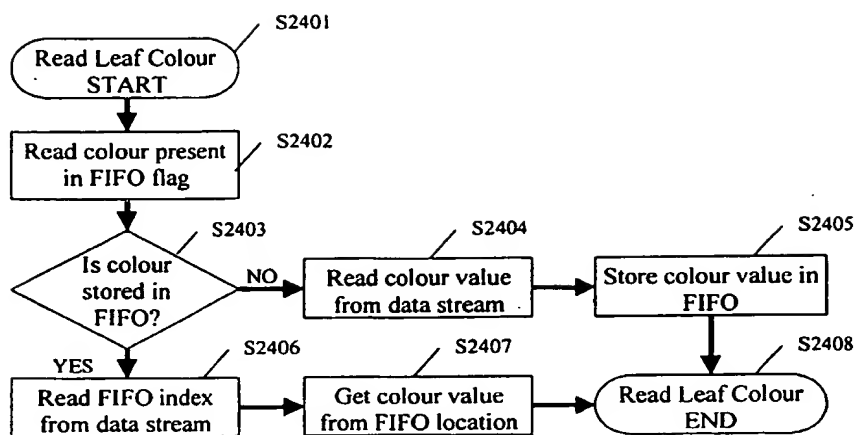 S2401
Read Leaf Colour
START
S2402
Read colour present
in FIFO flag
S2403
Is colour
stored in
FIFO?
NO
S2404
Read colour value
from data stream
S2405
Store colour value in
FIFO
YES
S2406
Read FIFO index
from data stream
S2407
Get colour value
from FIFO location
S2408
Read Leaf Colour
END